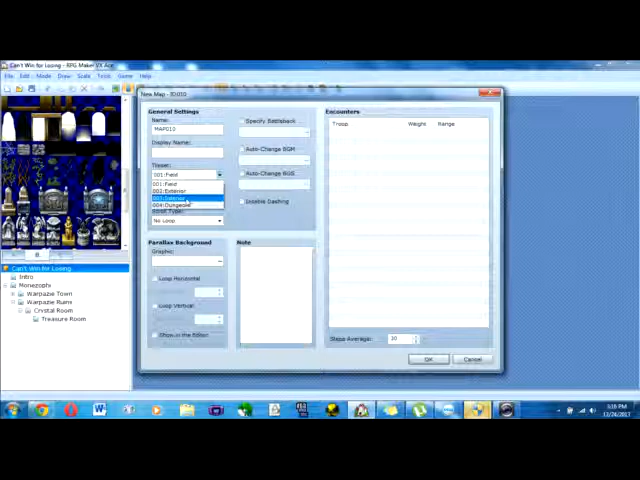 Can't Win for Losing - RPG Maker VX Ace
File Edit Mode Draw Scale Tools Game Help
New Map - ID:010
General Settings
Name:
MAP010
Display Name:
Tileset:
001:Field
001:Field
002:Exterior
003:Interior
004:Dungeon
Scroll Type:
No Loop
Specify Battleback
Auto-Change BGM
Auto-Change BGS
Disable Dashing
Encounters
Troop Weight Range
Steps Average: 30
Parallax Background
Graphic:
Loop Horizontal
Loop Vertical
Show in the Editor
Note
B
Can't Win for Losing
Intro
Monezophi
Warpazie Town
Warpazie Ruins
Crystal Room
Treasure Room
OK Cancel
12/24/2017